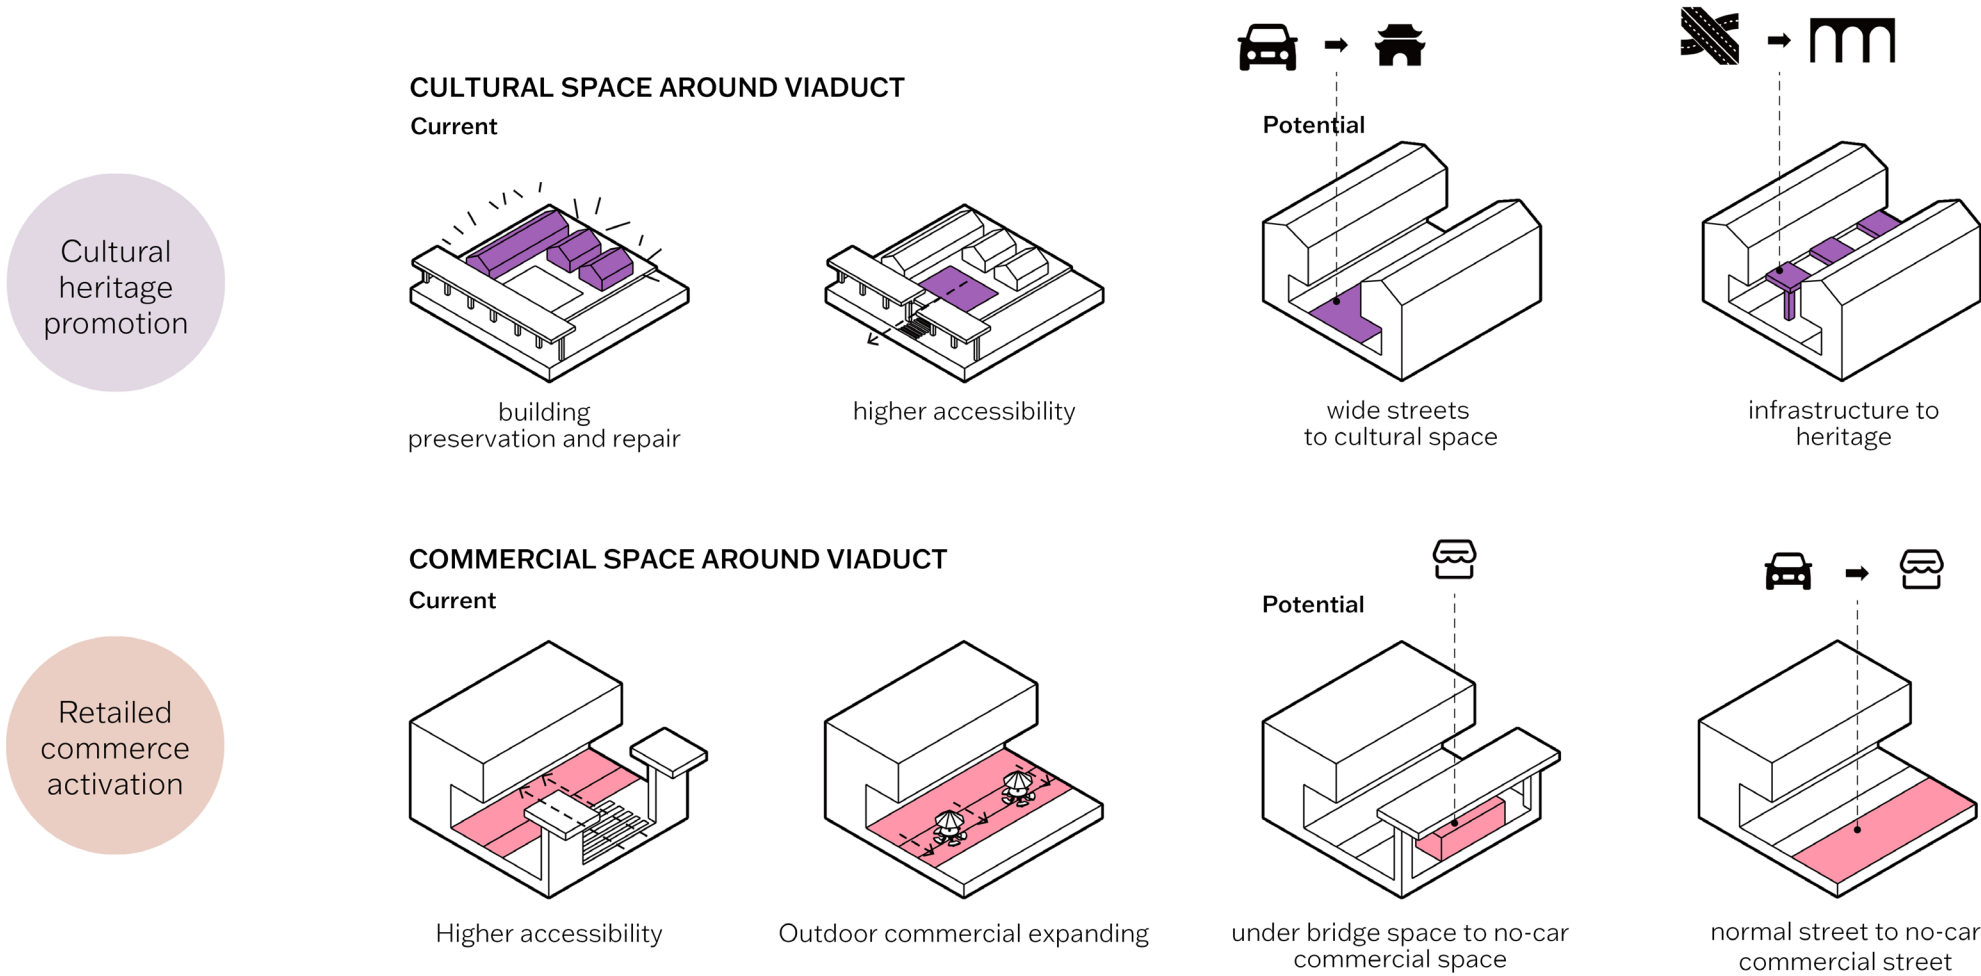 CULTURAL SPACE AROUND VIADUCT
Current
Potential
Cultural
heritage
promotion
building
preservation and repair
higher accessibility
wide streets
to cultural space
infrastructure to
heritage
COMMERCIAL SPACE AROUND VIADUCT
Current
Potential
Retailed
commerce
activation
Higher accessibility
Outdoor commercial expanding
under bridge space to no-car
commercial space
normal street to no-car
commercial street